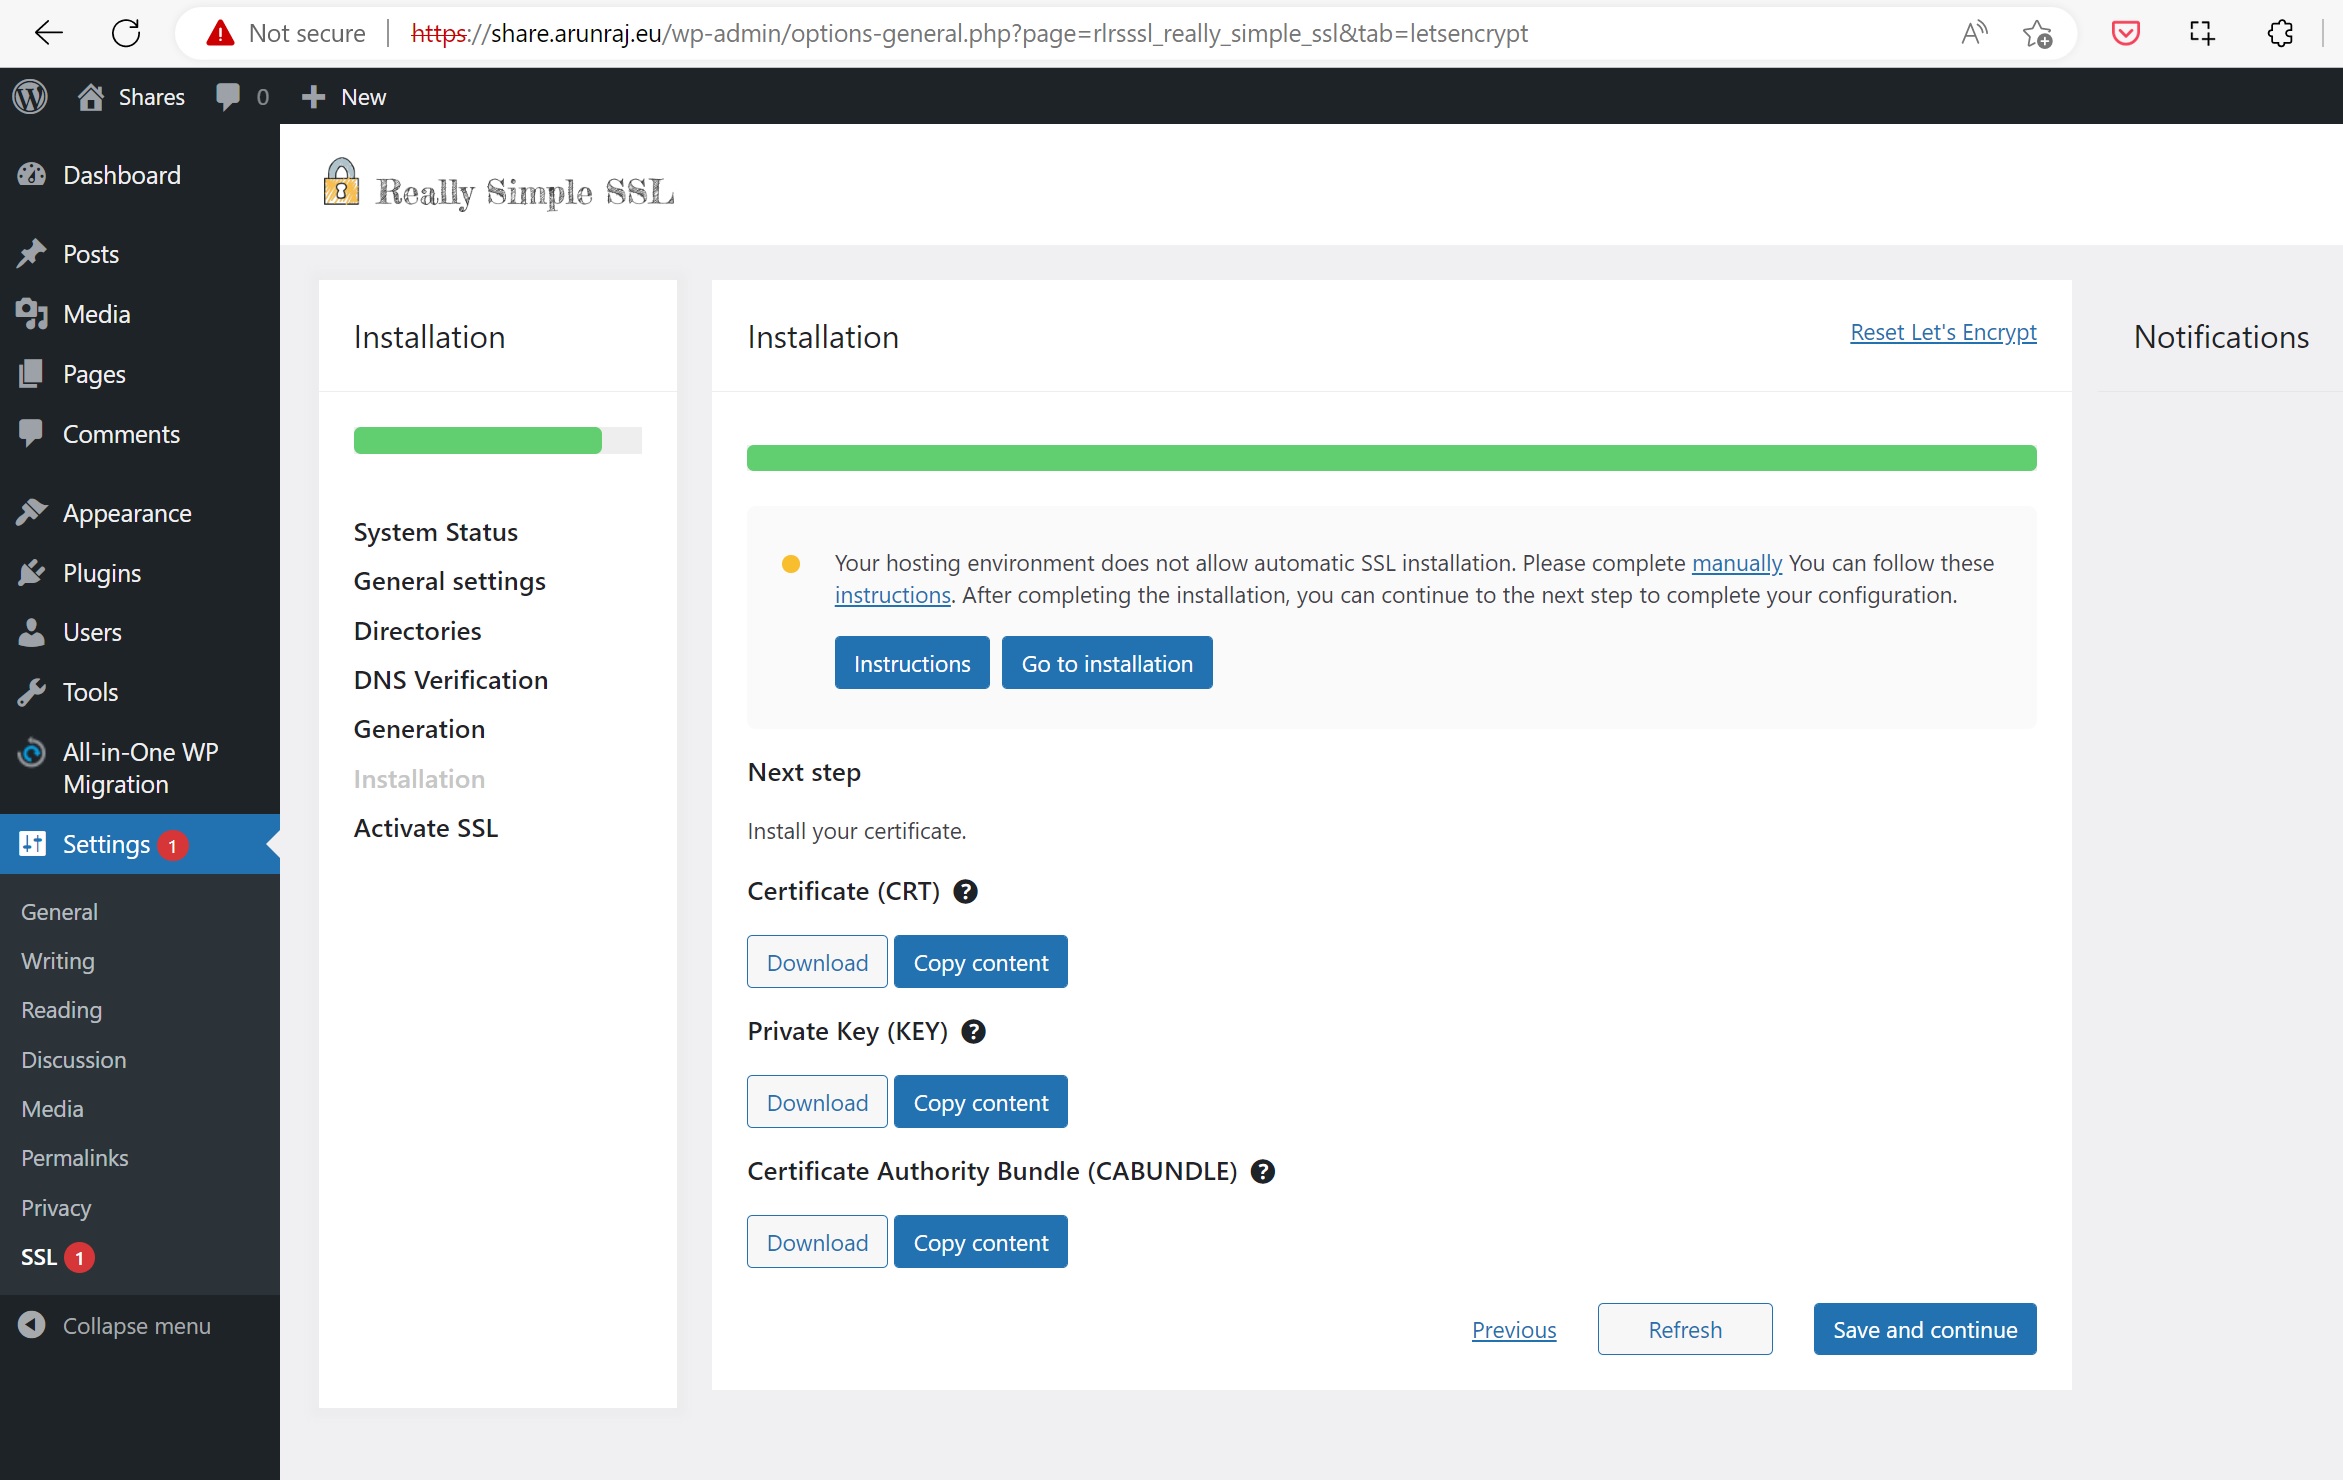 Not secure
https://share.arunraj.eu/wp-admin/options-general.php?page=rlrsssl_really_simple_ssl&tab=letsencrypt
Shares
0
New
Dashboard
Posts
Media
Pages
Comments
Appearance
Plugins
Users
Tools
All-in-One WP
Migration
Settings 1
General
Writing
Reading
Discussion
Media
Permalinks
Privacy
SSL 1
Collapse menu
Really Simple SSL
Installation
System Status
General settings
Directories
DNS Verification
Generation
Installation
Activate SSL
Installation
Reset Let's Encrypt
Your hosting environment does not allow automatic SSL installation. Please complete manually You can follow these
instructions. After completing the installation, you can continue to the next step to complete your configuration.
Instructions
Go to installation
Next step
Install your certificate.
Certificate (CRT) ?
Download
Copy content
Private Key (KEY) ?
Download
Copy content
Certificate Authority Bundle (CABUNDLE) ?
Download
Copy content
Previous
Refresh
Save and continue
Notifications